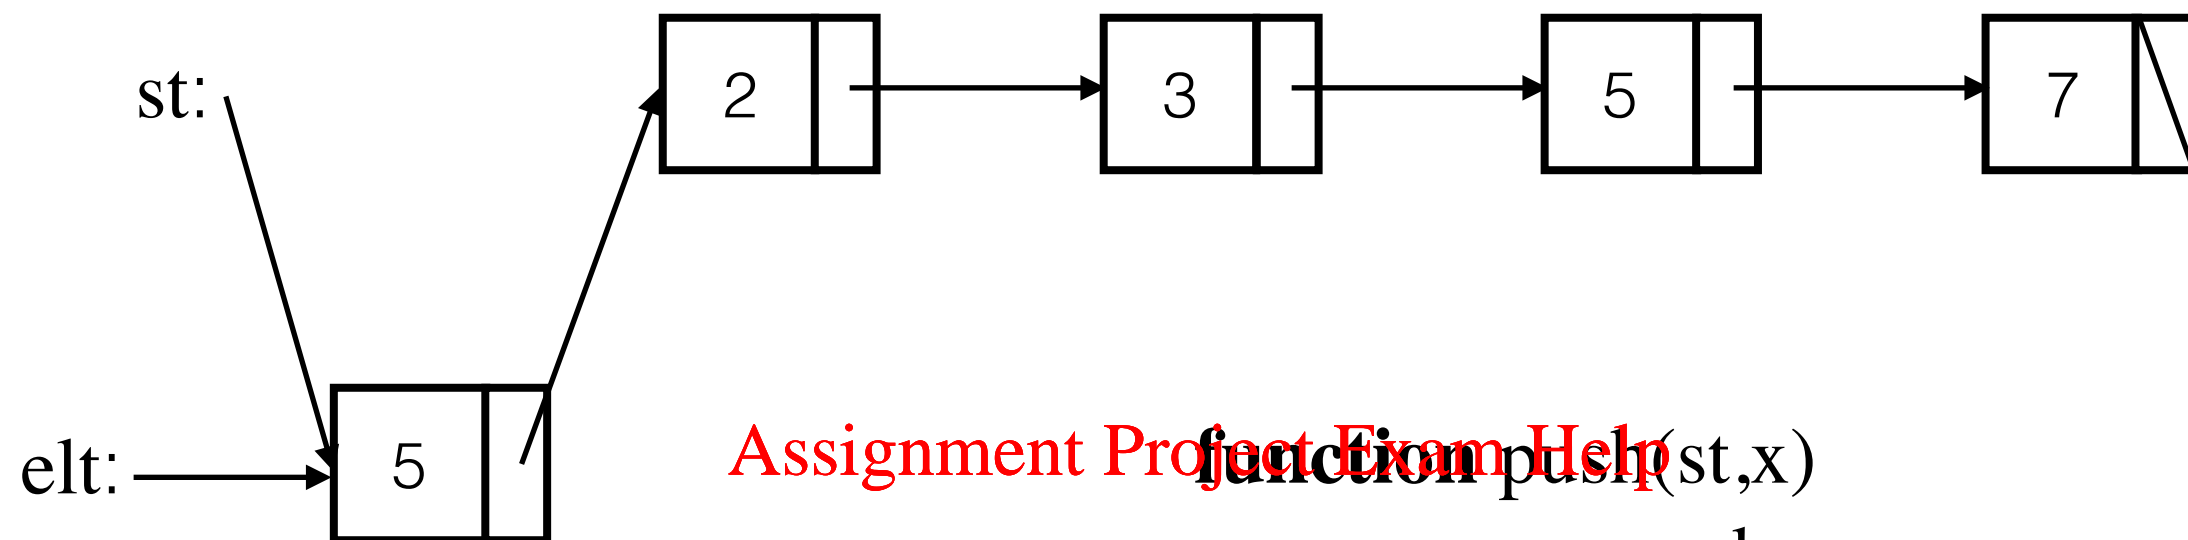 st:
2 3 5 7
elt:
5
Assignment Project Exam Help
function push(st,x)